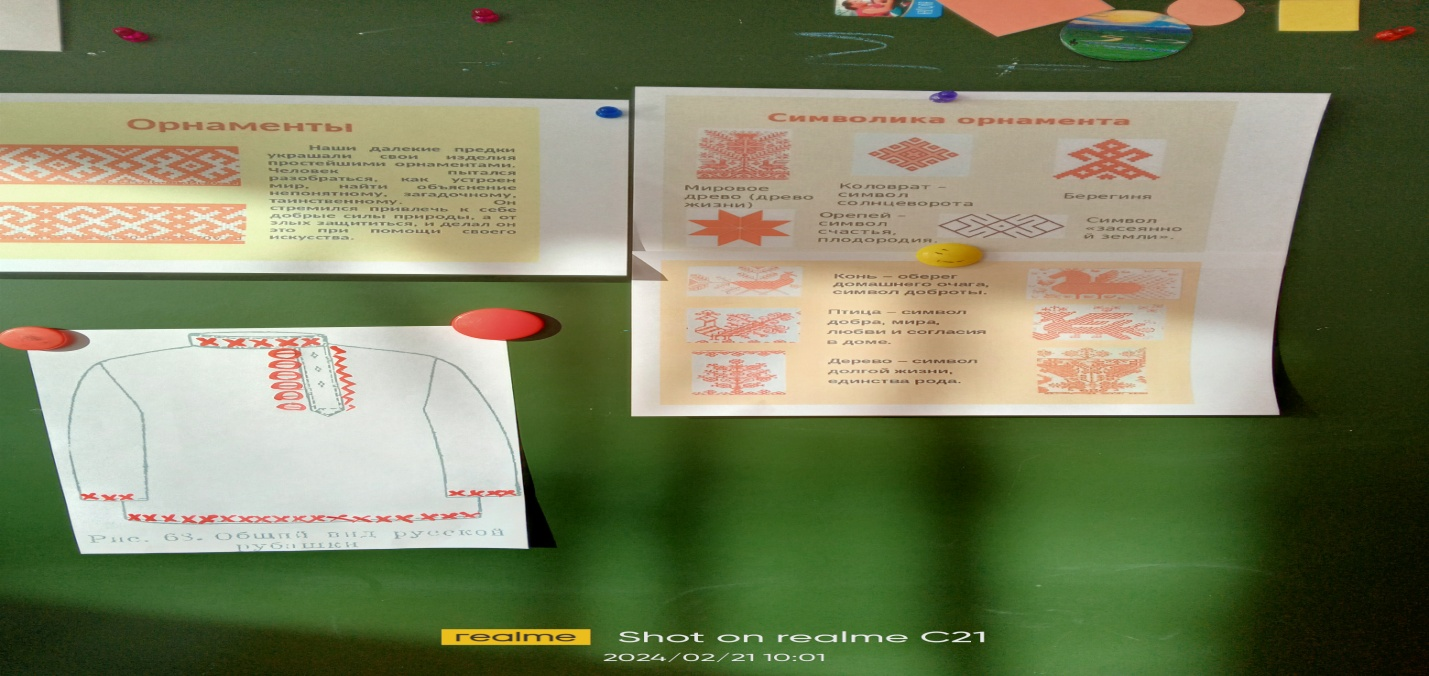 Орнаменты
Наши далекие предки
украшали свои изделия
простейшими орнаментами.
Человек пытался
разобраться, как устроен
мир, найти объяснение
непонятному, загадочному,
таинственному. Он
стремился привлечь к себе
добрые силы природы, а от
злых защититься, и делал он
это при помощи своего
искусства.
Символика орнамента
Мировое
древо (древо
жизни)
Коловрат –
символ
солнцеворота
Берегиня
Орепей –
символ
счастья,
плодородия.
Символ
«засеянно
й земли».
Конь – оберег
домашнего очага,
символ доброты.
Птица – символ
добра, мира,
любви и согласия
в доме.
Дерево – символ
долгой жизни,
единства рода.
Рис. 63. Общий вид русской
рубашки
realme Shot on realme C21
2024/02/21 10:01